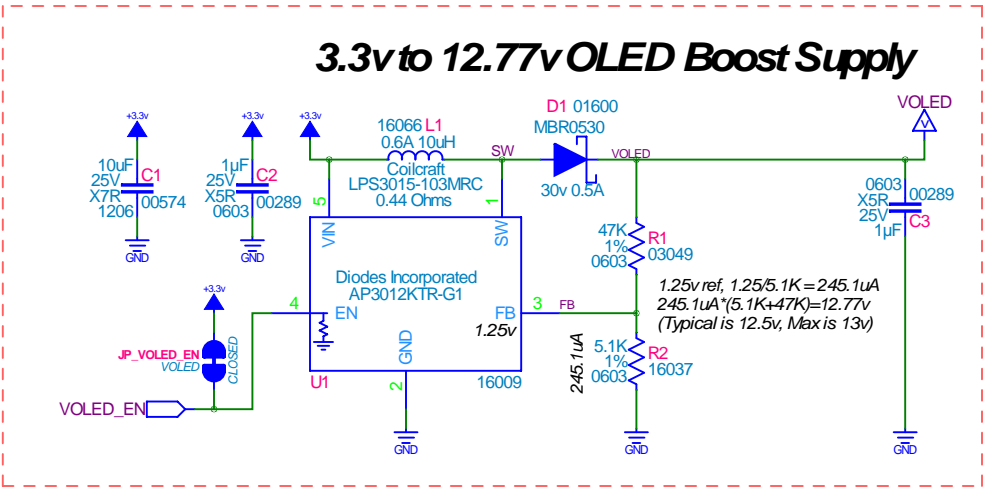 3.3v to 12.77v OLED Boost Supply
+3.3v
10uF
25V
X7R
1206
C1
00574
GND
+3.3v
1µF
25V
X5R
0603
C2
00289
GND
+3.3v
16066 L1
0.6A 10uH
Coilcraft
LPS3015-103MRC
0.44 Ohms
SW
D1 01600
MBR0530
30v 0.5A
VOLED
VOLED
V
0603
X5R
25V
1µF
00289
C3
GND
5
VIN
1
SW
Diodes Incorporated
AP3012KTR-G1
4
EN
3
FB
1.25v
FB
GND
2
U1
16009
GND
47K
1%
0603
R1
03049
1.25v ref, 1.25/5.1K = 245.1uA
245.1uA*(5.1K+47K)=12.77v
(Typical is 12.5v, Max is 13v)
245.1uA
5.1K
1%
0603
R2
16037
GND
+3.3v
JP_VOLED_EN
VOLED
CLOSED
VOLED_EN